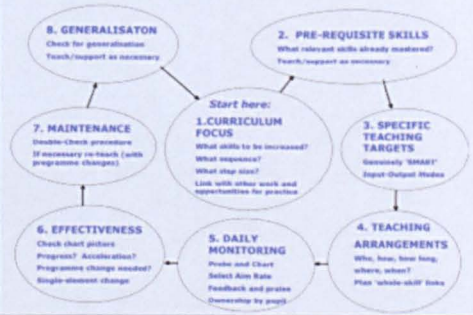 Start here:
1.CURRICULUM
FOCUS
What skills to be increased?
What sequence?
What step size?
Link with other work and
opportunities for practice
2. PRE-REQUISITE SKILLS
What relevant skills already mastered?
Teach/support as necessary
3. SPECIFIC
TEACHING
TARGETS
Genuinely 'SMART'
Input-Output Modes
4. TEACHING
ARRANGEMENTS
Who, how, how long,
where, when?
Plan 'whole-skill' links
5. DAILY
MONITORING
Probe and Chart
Select Aim Rate
Feedback and praise
Ownership by pupil
6. EFFECTIVENESS
Check chart picture
Progress? Acceleration?
Programme change needed?
Single-element change
7. MAINTENANCE
Double-Check procedure
If necessary re-teach (with
programme changes)
8. GENERALISATON
Check for generalisation
Teach/support as necessary